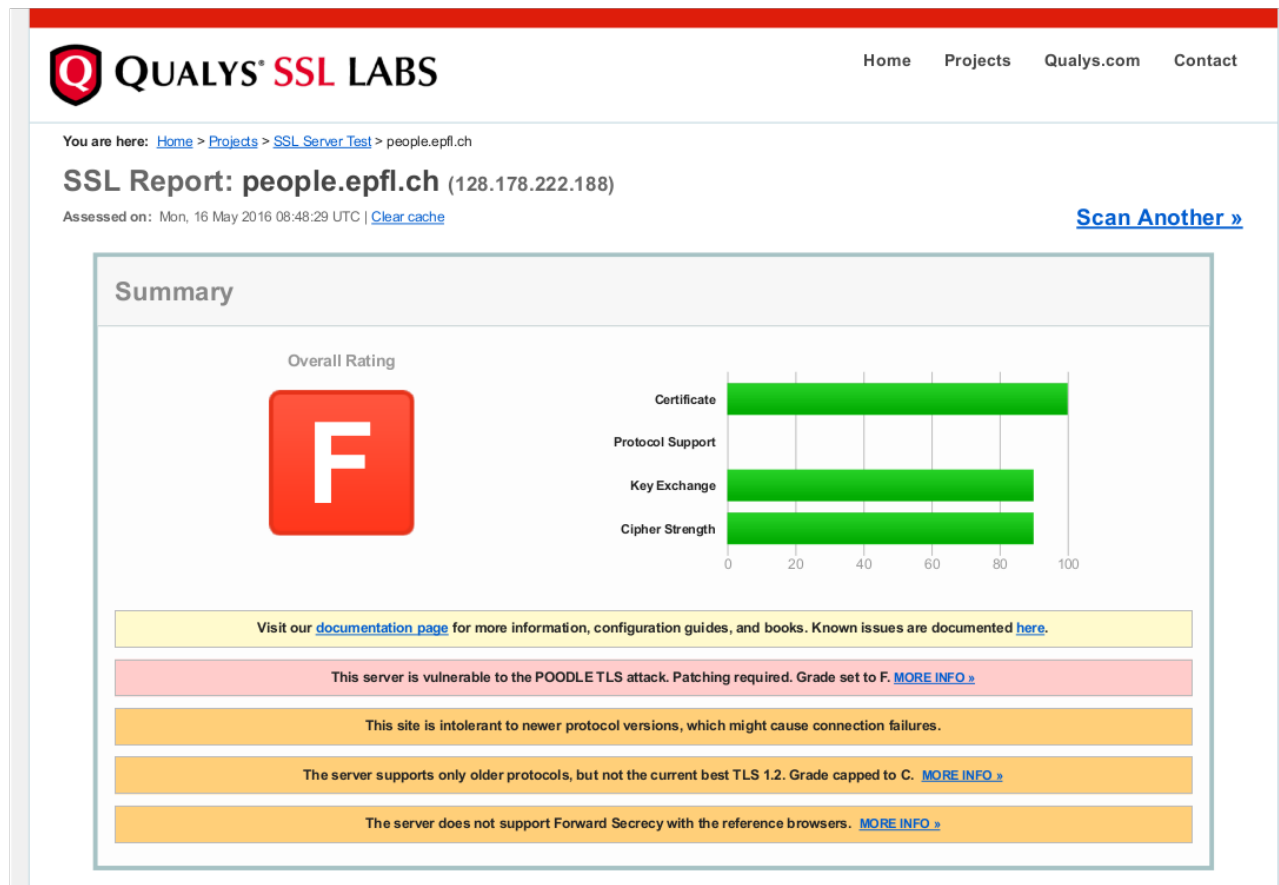 QUALYS® SSL LABS
Home Projects Qualys.com Contact
You are here: Home > Projects > SSL Server Test > people.epfl.ch
SSL Report: people.epfl.ch (128.178.222.188)
Assessed on: Mon, 16 May 2016 08:48:29 UTC | Clear cache
Scan Another »
Summary
Overall Rating
F
Certificate
Protocol Support
Key Exchange
Cipher Strength
0 20 40 60 80 100
Visit our documentation page for more information, configuration guides, and books. Known issues are documented here.
This server is vulnerable to the POODLE TLS attack. Patching required. Grade set to F. MORE INFO »
This site is intolerant to newer protocol versions, which might cause connection failures.
The server supports only older protocols, but not the current best TLS 1.2. Grade capped to C. MORE INFO »
The server does not support Forward Secrecy with the reference browsers. MORE INFO »